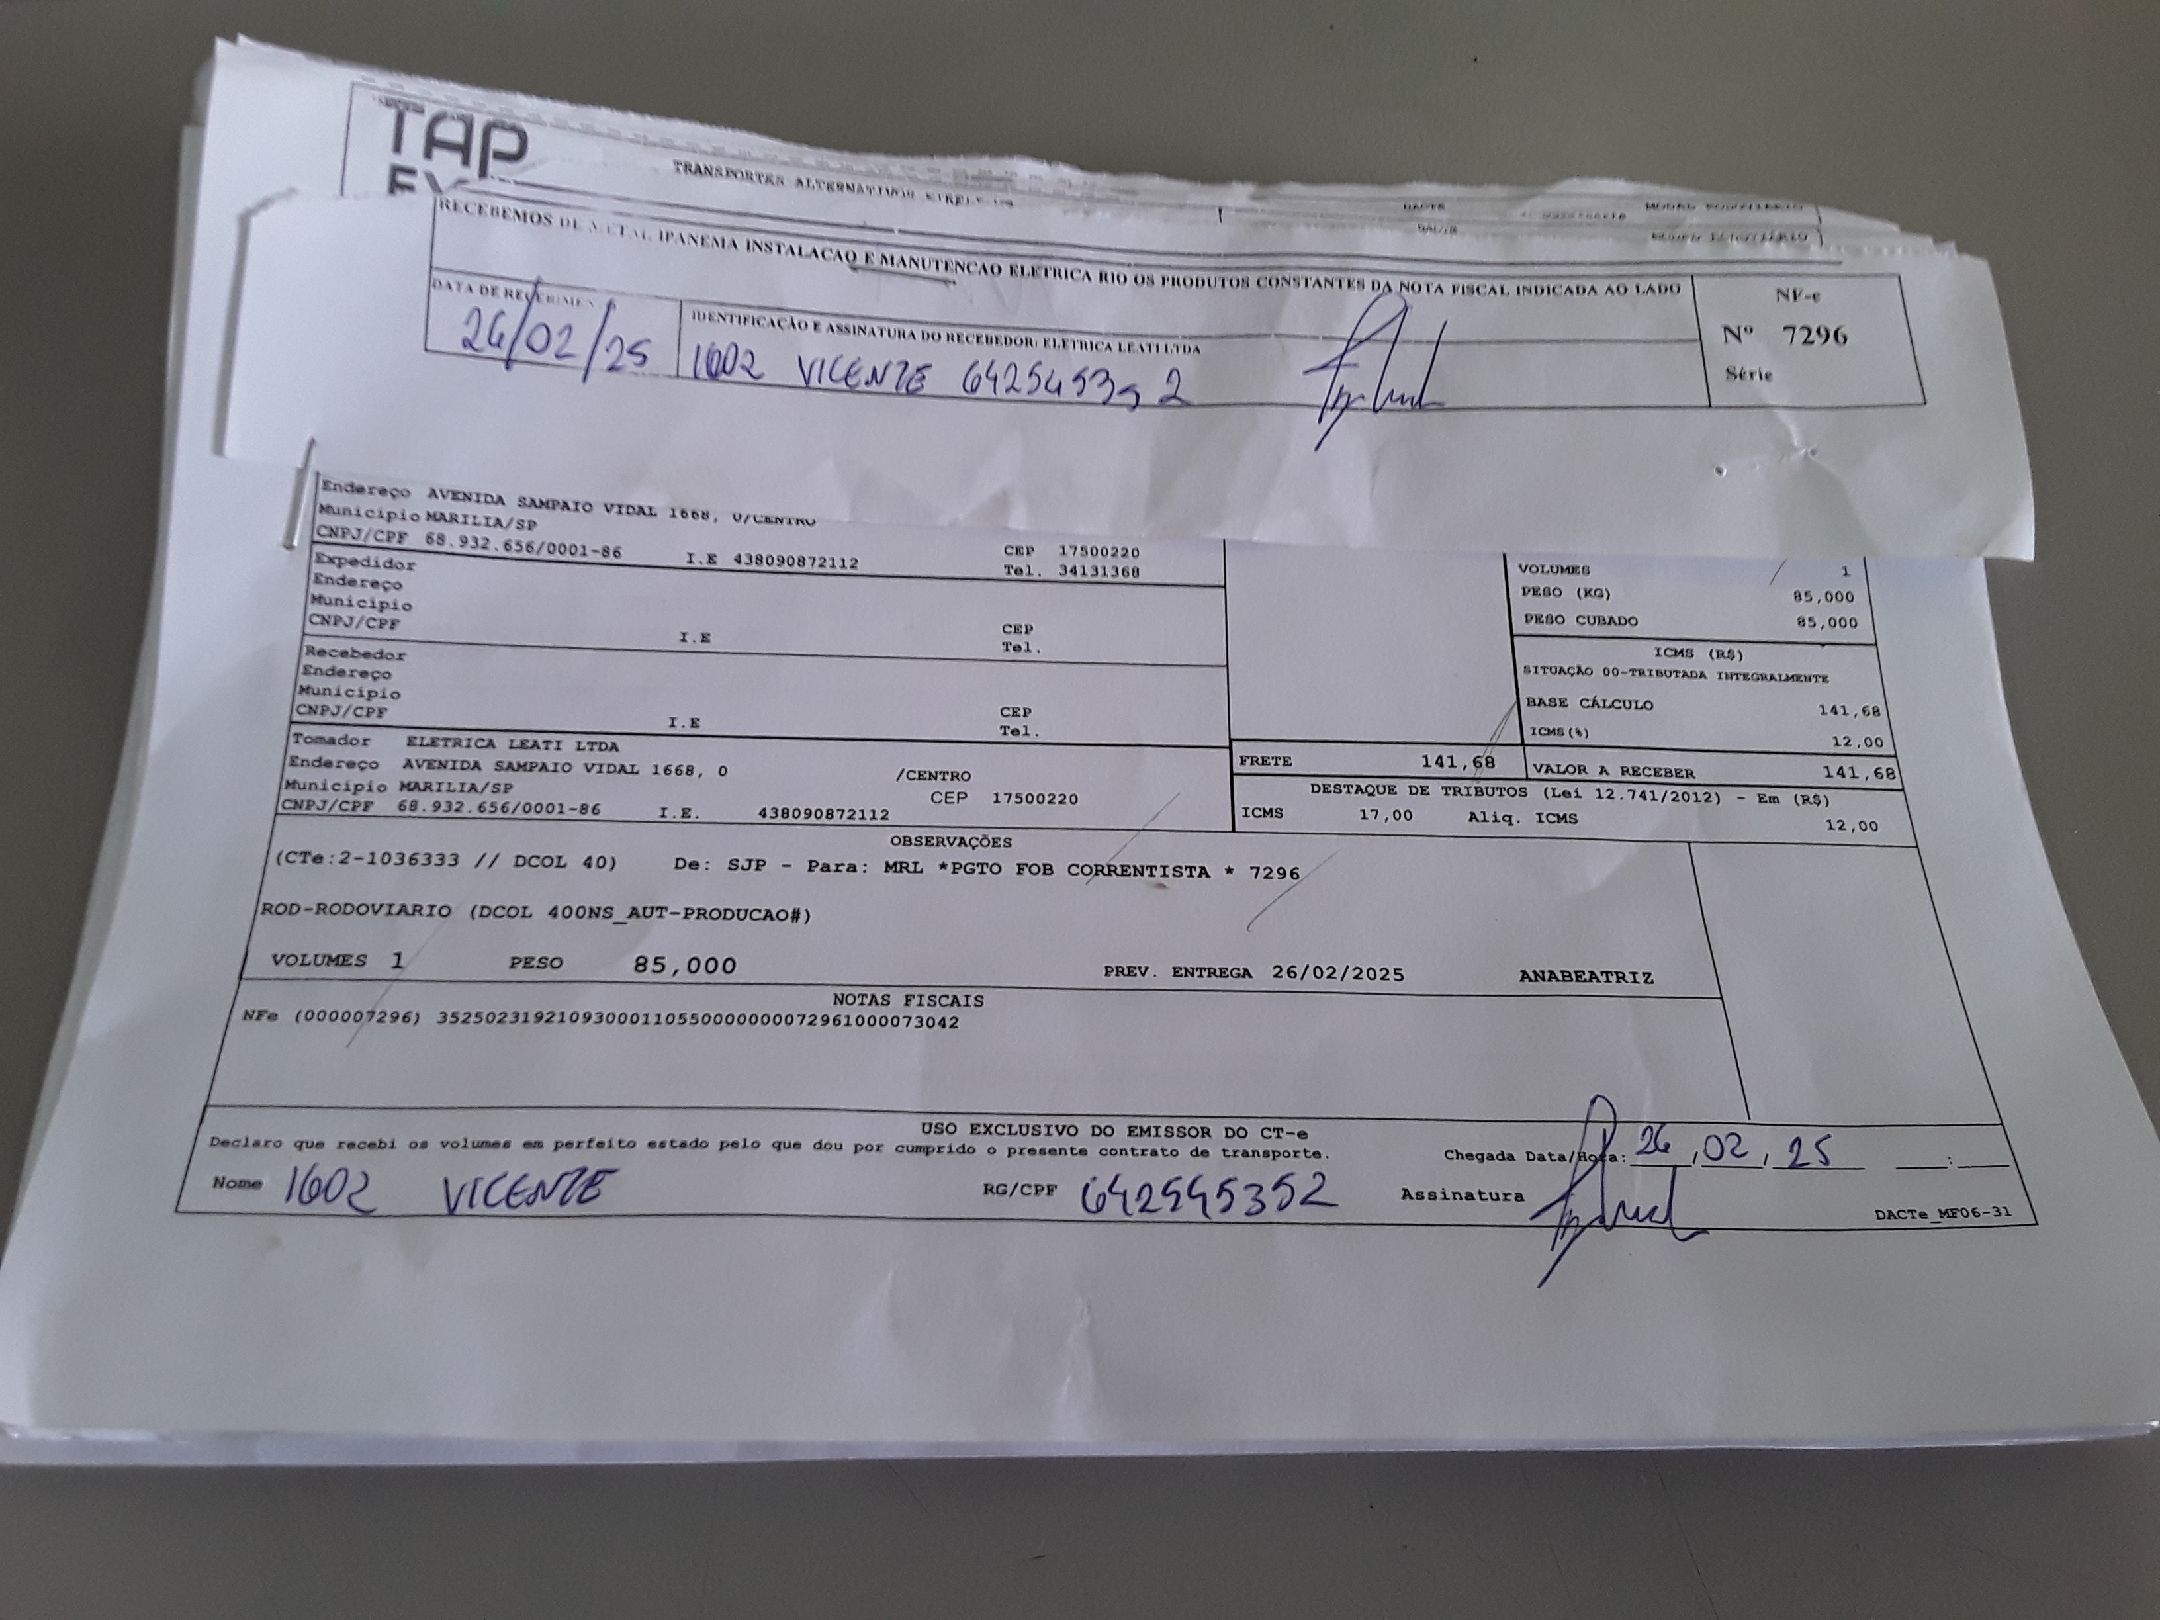 TAP
TRANSPORTES ALTERNATIVOS
DACTE
RECEBEMOS DE METAL IPANEMA INSTALACAO E MANUTENCAO ELETRICA RIO OS PRODUTOS CONSTANTES DA NOTA FISCAL INDICADA AO LADO
NF-e
Nº 7296
Série
DATA DE RECEBIMEN
26/02/25
IDENTIFICAÇÃO E ASSINATURA DO RECEBEDOR: ELETRICA LEATI LTDA
1602 VICENTE 642545352
Endereço AVENIDA SAMPAIO VIDAL 1668, 0/CENTRO
Município MARILIA/SP
CNPJ/CPF 68.932.656/0001-86 I.E 438090872112
CEP 17500220
Tel. 34131368
Expedidor
Endereço
Município
CNPJ/CPF I.E
CEP
Tel.
Recebedor
Endereço
Município
CNPJ/CPF I.E
CEP
Tel.
Tomador ELETRICA LEATI LTDA
Endereço AVENIDA SAMPAIO VIDAL 1668, 0 /CENTRO
Município MARILIA/SP CEP 17500220
CNPJ/CPF 68.932.656/0001-86 I.E. 438090872112
VOLUMES 1
PESO (KG) 85,000
PESO CUBADO 85,000
ICMS (R$)
SITUAÇÃO 00-TRIBUTADA INTEGRALMENTE
BASE CÁLCULO 141,68
ICMS(%) 12,00
FRETE 141,68 VALOR A RECEBER 141,68
DESTAQUE DE TRIBUTOS (Lei 12.741/2012) - Em (R$)
ICMS 17,00 Aliq. ICMS 12,00
OBSERVAÇÕES
(CTe:2-1036333 // DCOL 40) De: SJP - Para: MRL *PGTO FOB CORRENTISTA * 7296
ROD-RODOVIARIO (DCOL 400NS_AUT-PRODUCAO#)
VOLUMES 1 PESO 85,000 PREV. ENTREGA 26/02/2025 ANABEATRIZ
NOTAS FISCAIS
NFe (000007296) 35250231921093000110550000000072961000073042
USO EXCLUSIVO DO EMISSOR DO CT-e
Declaro que recebi os volumes em perfeito estado pelo que dou por cumprido o presente contrato de transporte.
Chegada Data/Hora: 26,02,25 __:__
Nome 1602 VICENTE RG/CPF 642545352 Assinatura
DACTe_MF06-31